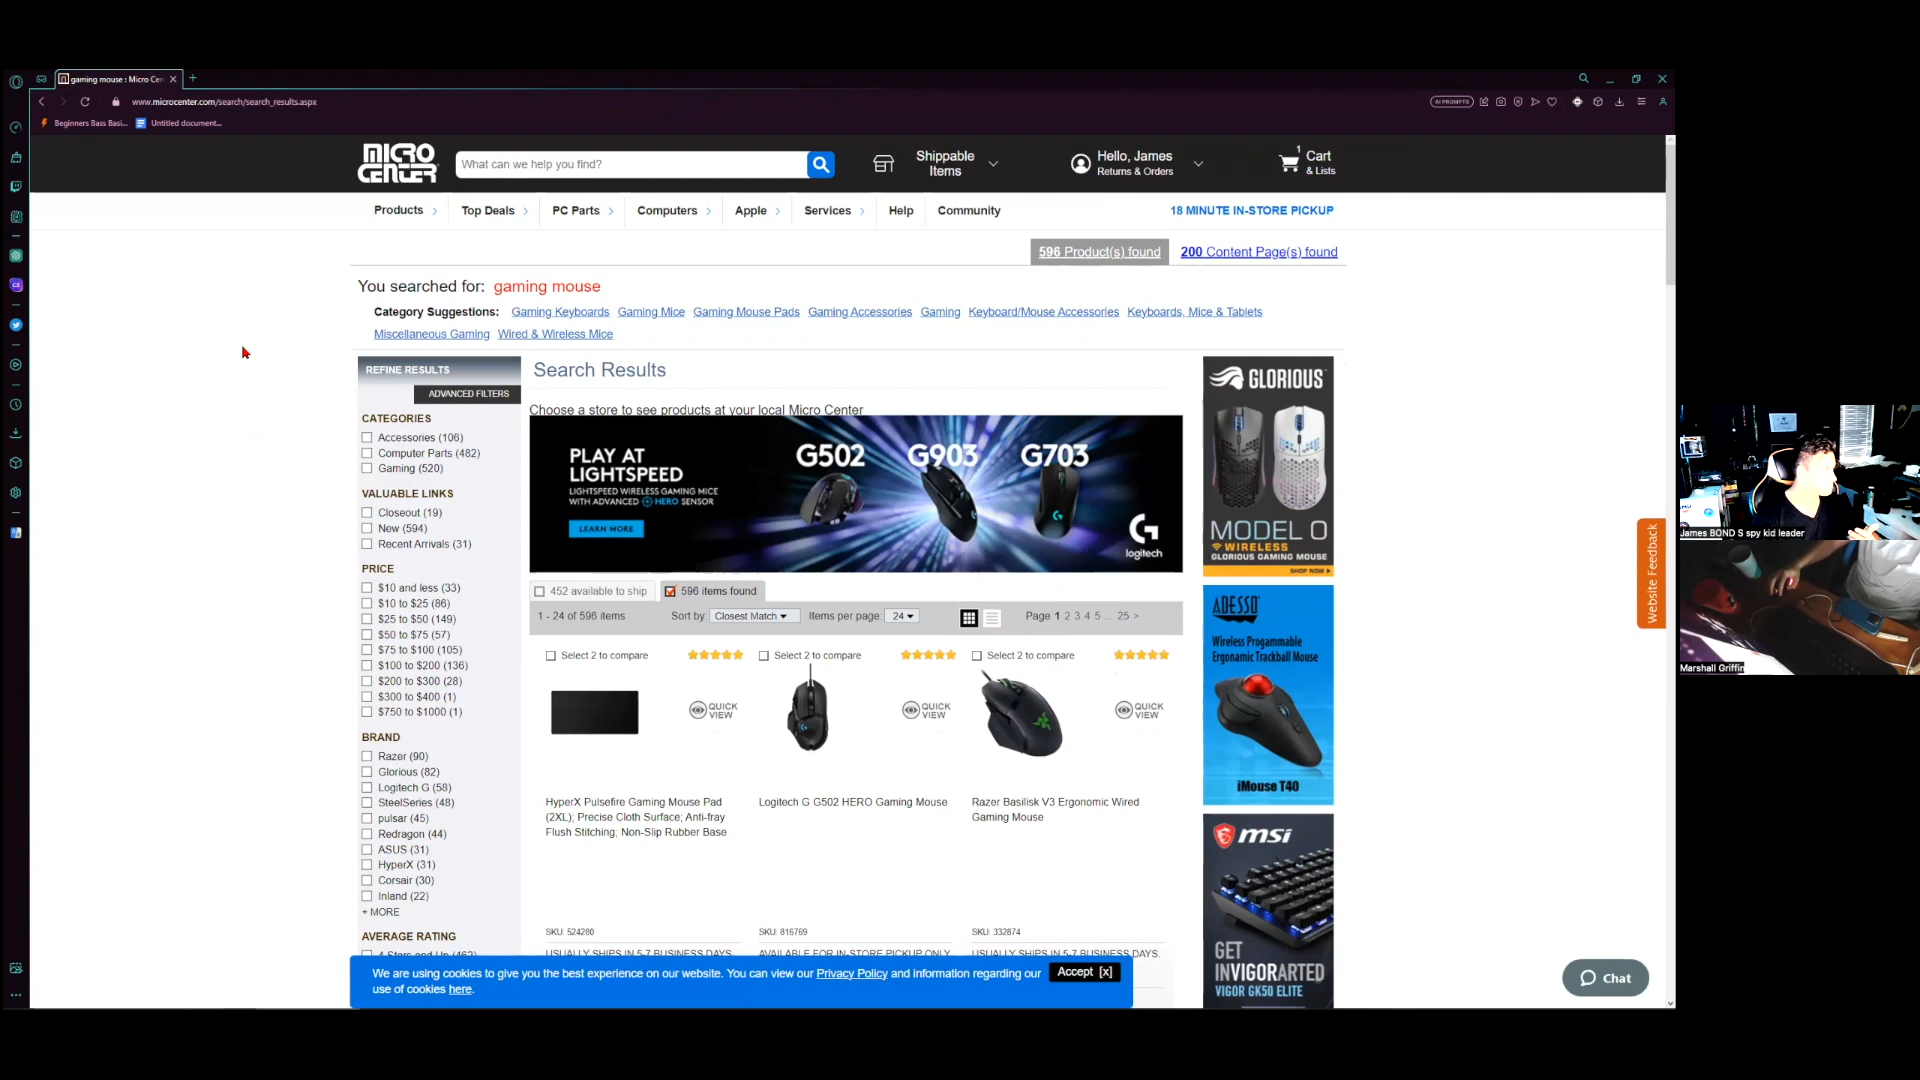 gaming mouse : Micro Cen
www.microcenter.com/search/search_results.aspx
AI PROMPTS
Beginners Bass Basi...
Untitled document...
MICRO CENTER
What can we help you find?
Shippable
Items
Hello, James
Returns & Orders
1
Cart
& Lists
Products
Top Deals
PC Parts
Computers
Apple
Services
Help
Community
18 MINUTE IN-STORE PICKUP
596 Product(s) found
200 Content Page(s) found
You searched for: gaming mouse
Category Suggestions: Gaming Keyboards Gaming Mice Gaming Mouse Pads Gaming Accessories Gaming Keyboard/Mouse Accessories Keyboards, Mice & Tablets
Miscellaneous Gaming Wired & Wireless Mice
REFINE RESULTS
ADVANCED FILTERS
CATEGORIES
Accessories (106)
Computer Parts (482)
Gaming (520)
VALUABLE LINKS
Closeout (19)
New (594)
Recent Arrivals (31)
PRICE
$10 and less (33)
$10 to $25 (86)
$25 to $50 (149)
$50 to $75 (57)
$75 to $100 (105)
$100 to $200 (136)
$200 to $300 (28)
$300 to $400 (1)
$750 to $1000 (1)
BRAND
Razer (90)
Glorious (82)
Logitech G (58)
SteelSeries (48)
pulsar (45)
Redragon (44)
ASUS (31)
HyperX (31)
Corsair (30)
Inland (22)
+ MORE
AVERAGE RATING
4 Stars and Up (462)
Search Results
Choose a store to see products at your local Micro Center
PLAY AT
LIGHTSPEED
LIGHTSPEED WIRELESS GAMING MICE
WITH ADVANCED HERO SENSOR
LEARN MORE
G502
G903
G703
logitech
452 available to ship
596 items found
1 - 24 of 596 items
Sort by: Closest Match
Items per page: 24
Page 1 2 3 4 5 ... 25 >
Select 2 to compare
Select 2 to compare
Select 2 to compare
QUICK
VIEW
QUICK
VIEW
QUICK
VIEW
HyperX Pulsefire Gaming Mouse Pad
(2XL); Precise Cloth Surface; Anti-fray
Flush Stitching; Non-Slip Rubber Base
Logitech G G502 HERO Gaming Mouse
Razer Basilisk V3 Ergonomic Wired
Gaming Mouse
SKU: 524280
SKU: 816769
SKU: 332874
USUALLY SHIPS IN 5-7 BUSINESS DAYS.
AVAILABLE FOR IN-STORE PICKUP ONLY.
USUALLY SHIPS IN 5-7 BUSINESS DAYS.
We are using cookies to give you the best experience on our website. You can view our Privacy Policy and information regarding our
use of cookies here.
Accept [x]
GLORIOUS
MODEL O
WIRELESS
GLORIOUS GAMING MOUSE
SHOP NOW
ADESSO
Wireless Progammable
Ergonomic Trackball Mouse
iMouse T40
msi
GET
INVIGORARTED
VIGOR GK50 ELITE
Website Feedback
Chat
James BOND S spy kid leader
Marshall Griffin